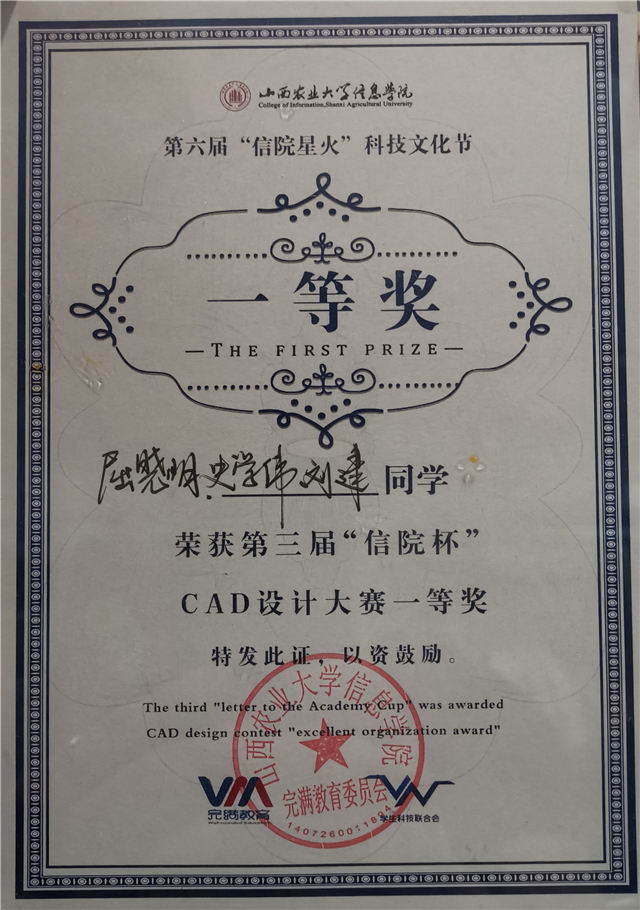 山西农业大学信息学院
College of Information,Shanxi Agricultural University
第六届“信院星火”科技文化节
一等奖
—THE FIRST PRIZE—
屈晓明、史学伟 刘建 同学
荣获第三届“信院杯”
CAD设计大赛一等奖
特发此证，以资鼓励。
The third "letter to the Academy Cup" was awarded
CAD design contest "excellent organization award"
山西农业大学信息学院
完满教育委员会
完满教育
学生科技联合会